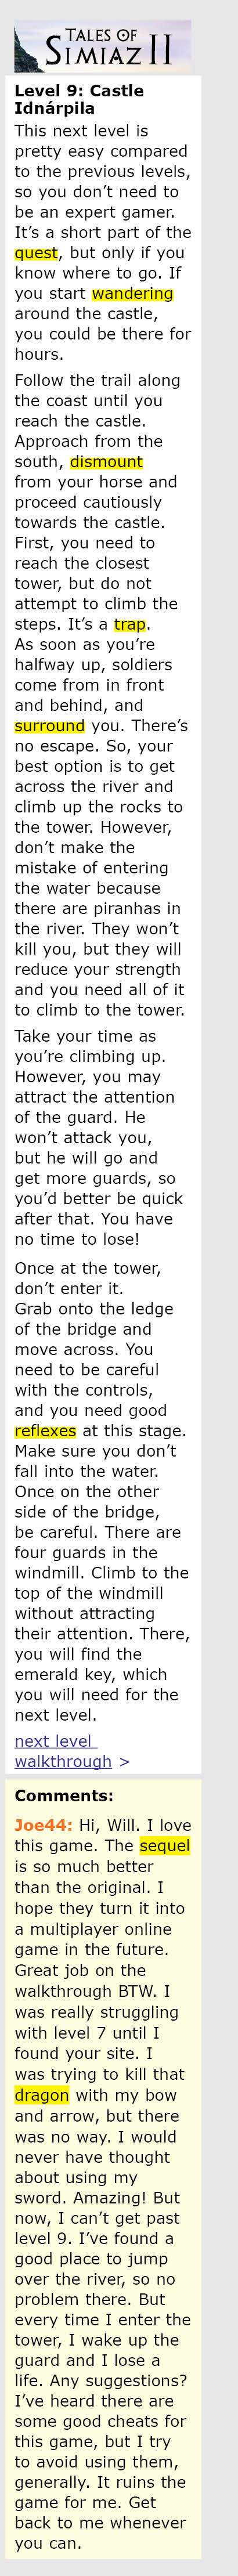 TALES OF
SIMIAZ II
Level 9: Castle
Idnárpila
This next level is
pretty easy compared
to the previous levels,
so you don't need to
be an expert gamer.
It's a short part of the
quest, but only if you
know where to go. If
you start wandering
around the castle,
you could be there for
hours.
Follow the trail along
the coast until you
reach the castle.
Approach from the
south, dismount
from your horse and
proceed cautiously
towards the castle.
First, you need to
reach the closest
tower, but do not
attempt to climb the
steps. It's a trap.
As soon as you're
halfway up, soldiers
come from in front
and behind, and
surround you. There's
no escape. So, your
best option is to get
across the river and
climb up the rocks to
the tower. However,
don't make the
mistake of entering
the water because
there are piranhas in
the river. They won't
kill you, but they will
reduce your strength
and you need all of it
to climb to the tower.
Take your time as
you're climbing up.
However, you may
attract the attention
of the guard. He
won't attack you,
but he will go and
get more guards, so
you'd better be quick
after that. You have
no time to lose!
Once at the tower,
don't enter it.
Grab onto the ledge
of the bridge and
move across. You
need to be careful
with the controls,
and you need good
reflexes at this stage.
Make sure you don't
fall into the water.
Once on the other
side of the bridge,
be careful. There are
four guards in the
windmill. Climb to the
top of the windmill
without attracting
their attention. There,
you will find the
emerald key, which
you will need for the
next level.
next level
walkthrough >
Comments:
Joe44: Hi, Will. I love
this game. The sequel
is so much better
than the original. I
hope they turn it into
a multiplayer online
game in the future.
Great job on the
walkthrough BTW. I
was really struggling
with level 7 until I
found your site. I
was trying to kill that
dragon with my bow
and arrow, but there
was no way. I would
never have thought
about using my
sword. Amazing! But
now, I can't get past
level 9. I've found a
good place to jump
over the river, so no
problem there. But
every time I enter the
tower, I wake up the
guard and I lose a
life. Any suggestions?
I've heard there are
some good cheats for
this game, but I try
to avoid using them,
generally. It ruins the
game for me. Get
back to me whenever
you can.